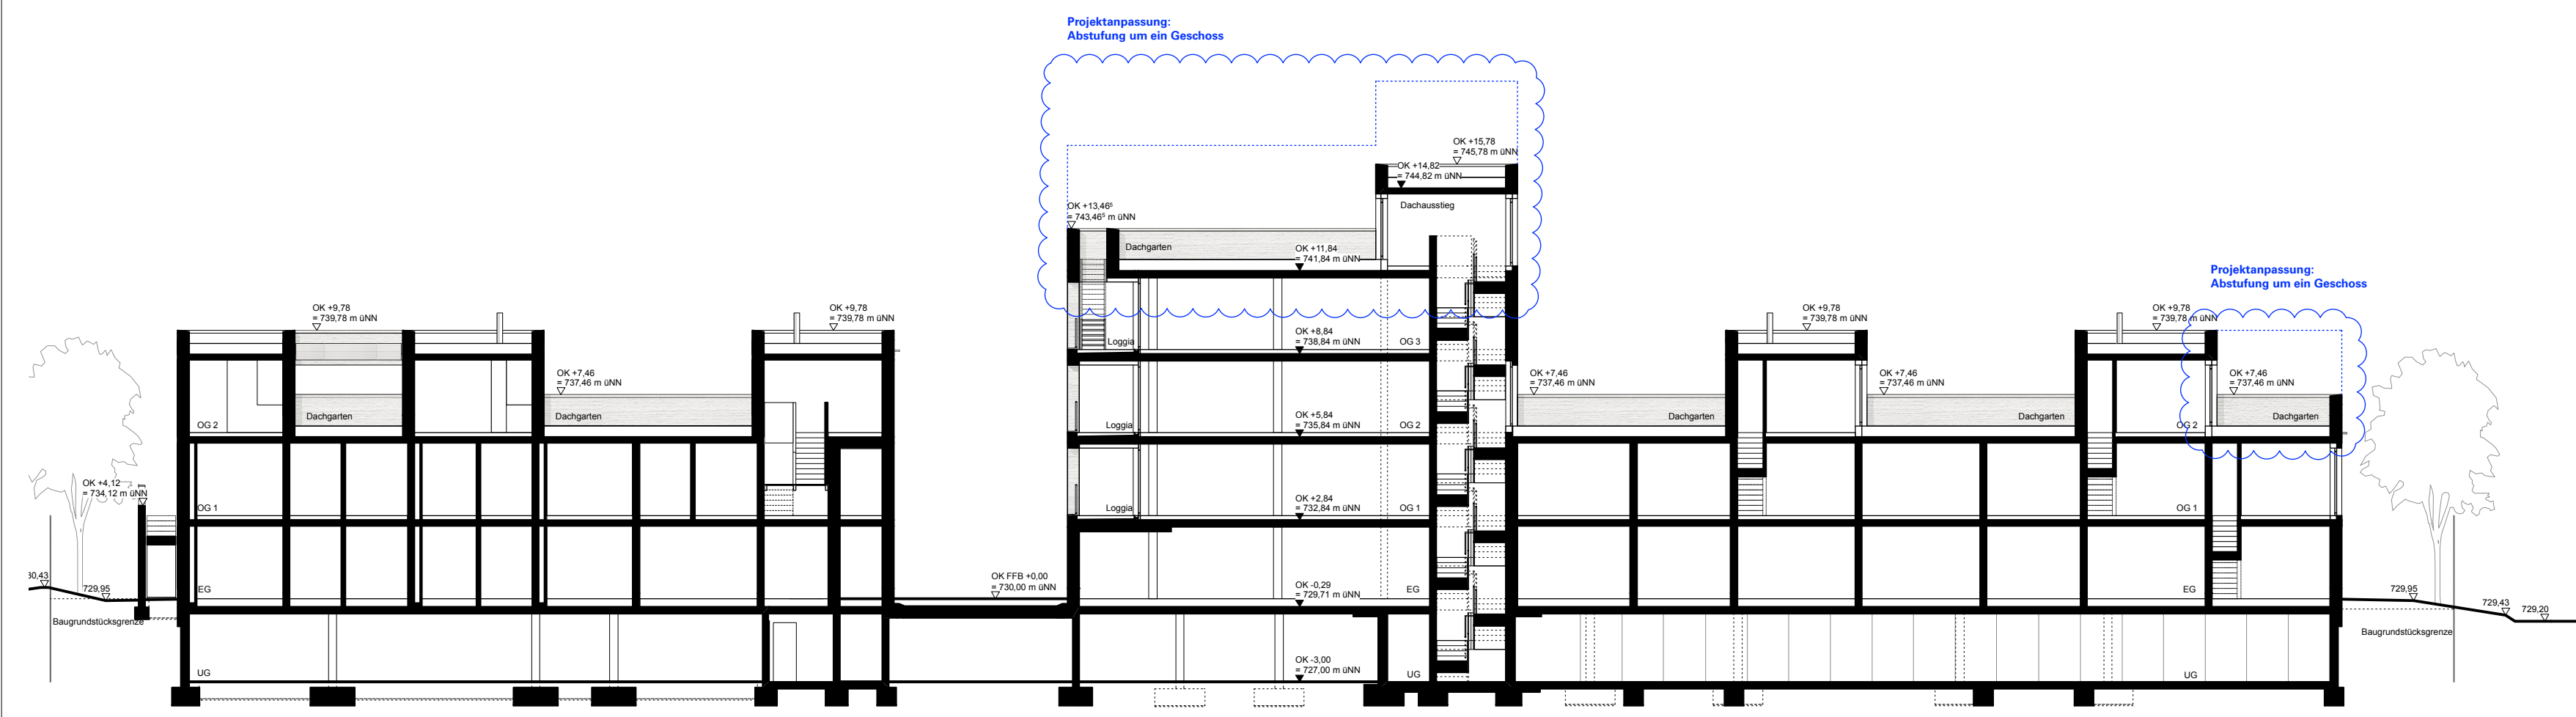 Projektanpassung:
Abstufung um ein Geschoss
OK +15,78
= 745,78 m üNN
OK +14,82
= 744,82 m üNN
Dachausstieg
OK +13,46⁵
= 743,46⁵ m üNN
Dachgarten
OK +11,84
= 741,84 m üNN
Projektanpassung:
Abstufung um ein Geschoss
OK +9,78
= 739,78 m üNN
OK +9,78
= 739,78 m üNN
OK +9,78
= 739,78 m üNN
OK +9,78
= 739,78 m üNN
OK +8,84
= 738,84 m üNN
Loggia
OG 3
OK +7,46
= 737,46 m üNN
OK +7,46
= 737,46 m üNN
OK +7,46
= 737,46 m üNN
OK +7,46
= 737,46 m üNN
Dachgarten
Dachgarten
Dachgarten
Dachgarten
Dachgarten
OG 2
Loggia
OK +5,84
= 735,84 m üNN
OG 2
OG 2
OK +4,12
= 734,12 m üNN
OG 1
Loggia
OK +2,84
= 732,84 m üNN
OG 1
OG 1
30,43
729,95
EG
OK FFB +0,00
= 730,00 m üNN
OK -0,29
= 729,71 m üNN
EG
EG
729,95
729,43
729,20
Baugrundstücksgrenze
Baugrundstücksgrenze
UG
OK -3,00
= 727,00 m üNN
UG
UG